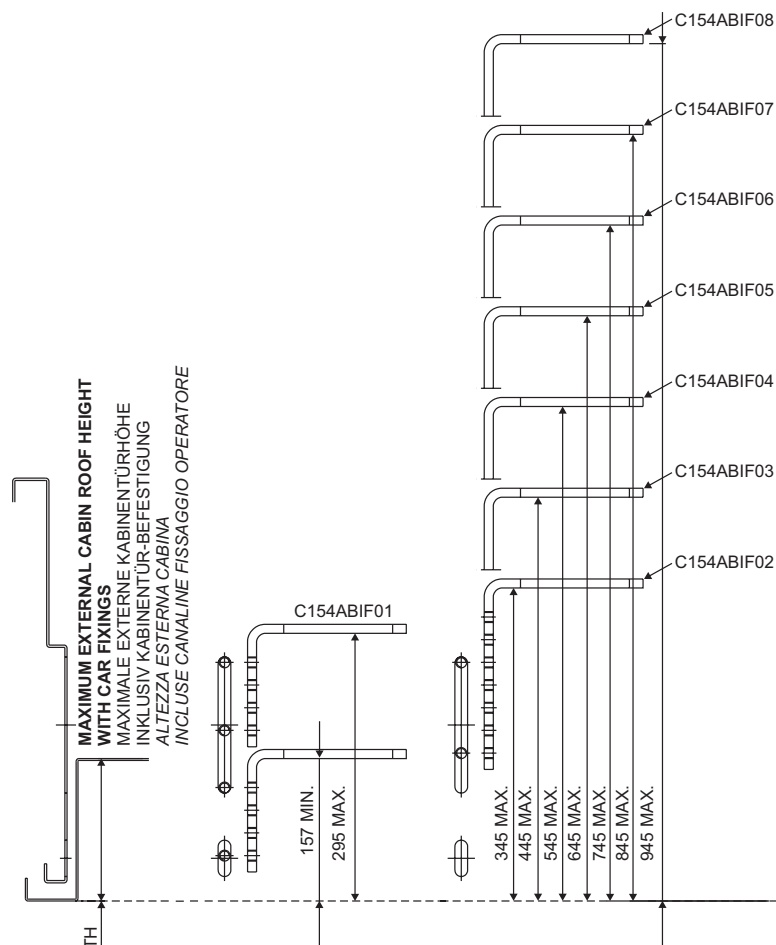 C154ABIF08
C154ABIF07
C154ABIF06
C154ABIF05
C154ABIF04
C154ABIF03
C154ABIF02
MAXIMUM EXTERNAL CABIN ROOF HEIGHT
WITH CAR FIXINGS
MAXIMALE EXTERNE KABINENTÜRHÖHE
INKLUSIV KABINENTÜR-BEFESTIGUNG
ALTEZZA ESTERNA CABINA
INCLUSE CANALINE FISSAGGIO OPERATORE
C154ABIF01
157 MIN.
295 MAX.
345 MAX.
445 MAX.
545 MAX.
645 MAX.
745 MAX.
845 MAX.
945 MAX.